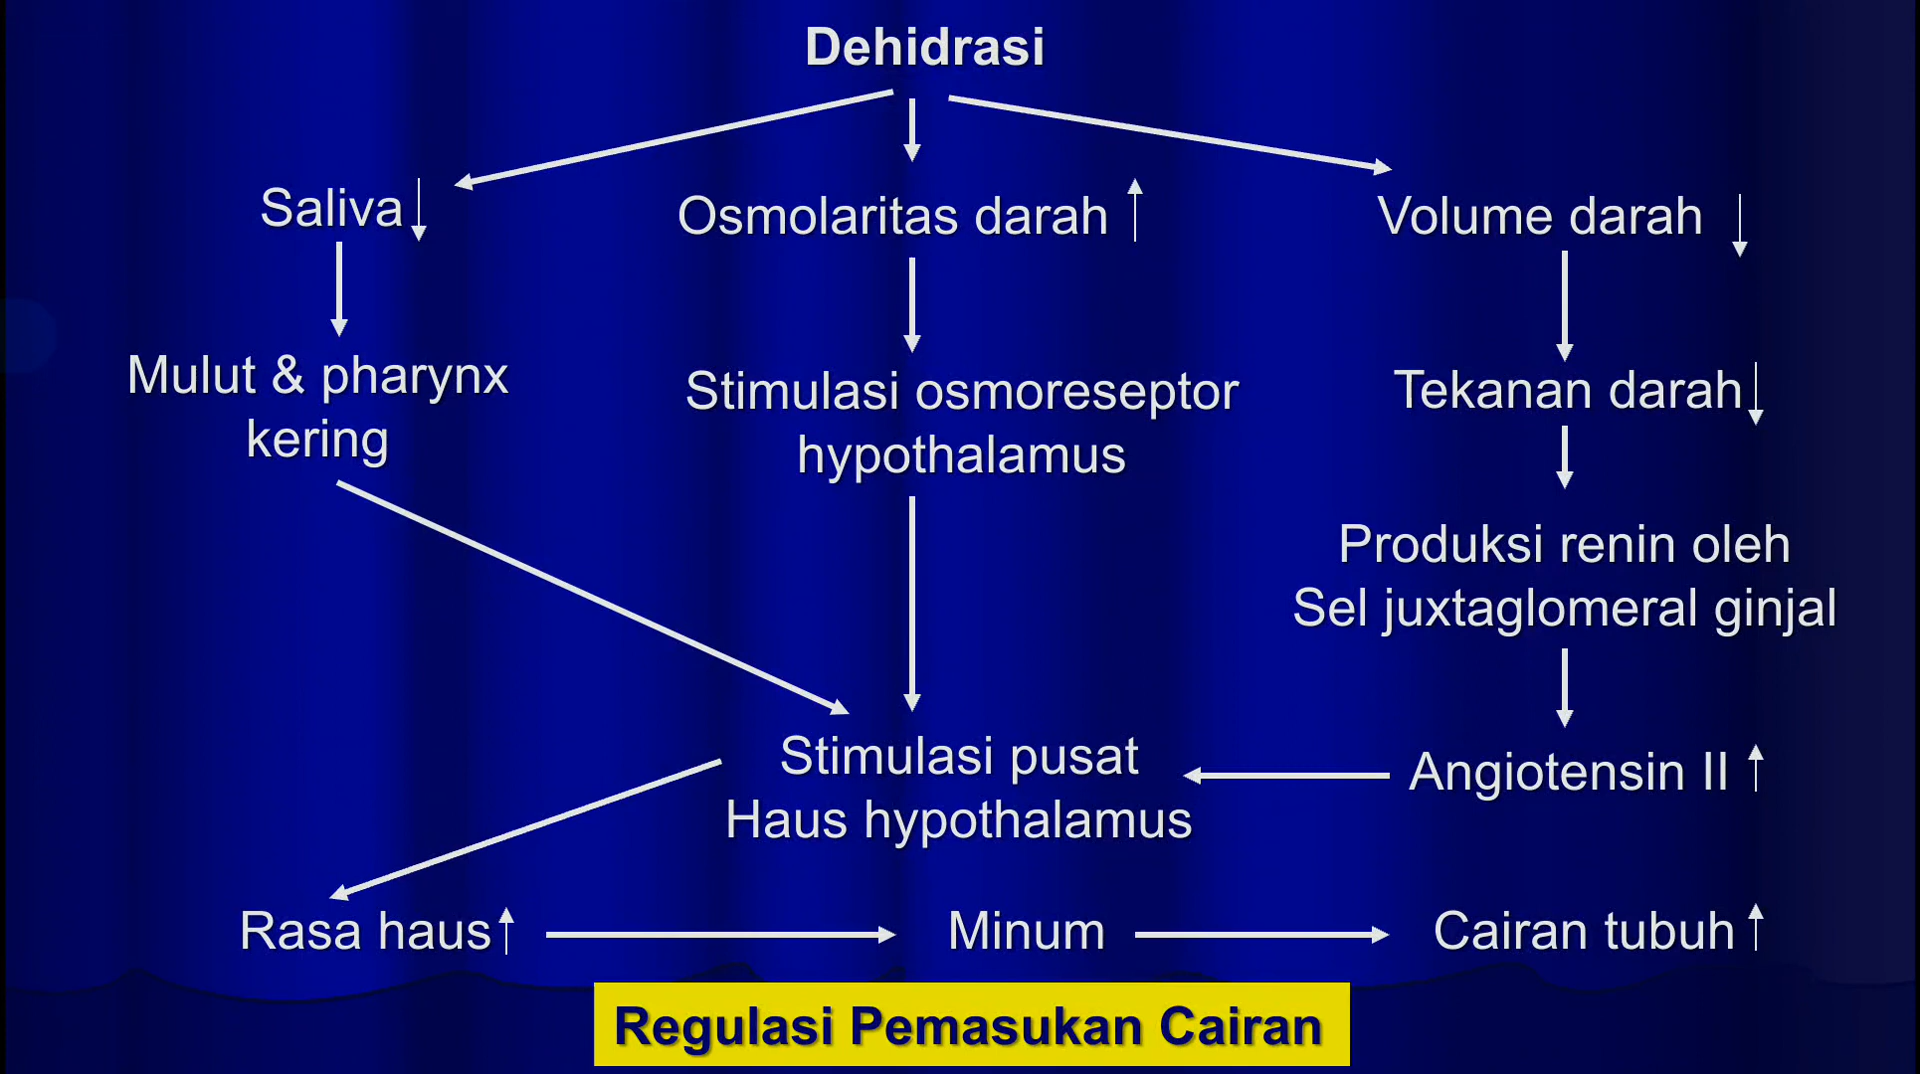 Dehidrasi
Saliva
Osmolaritas darah
Volume darah
Mulut & pharynx
kering
Stimulasi osmoreseptor
hypothalamus
Tekanan darah
Produksi renin oleh
Sel juxtaglomeral ginjal
Stimulasi pusat
Haus hypothalamus
Angiotensin II
Rasa haus
Minum
Cairan tubuh
Regulasi Pemasukan Cairan